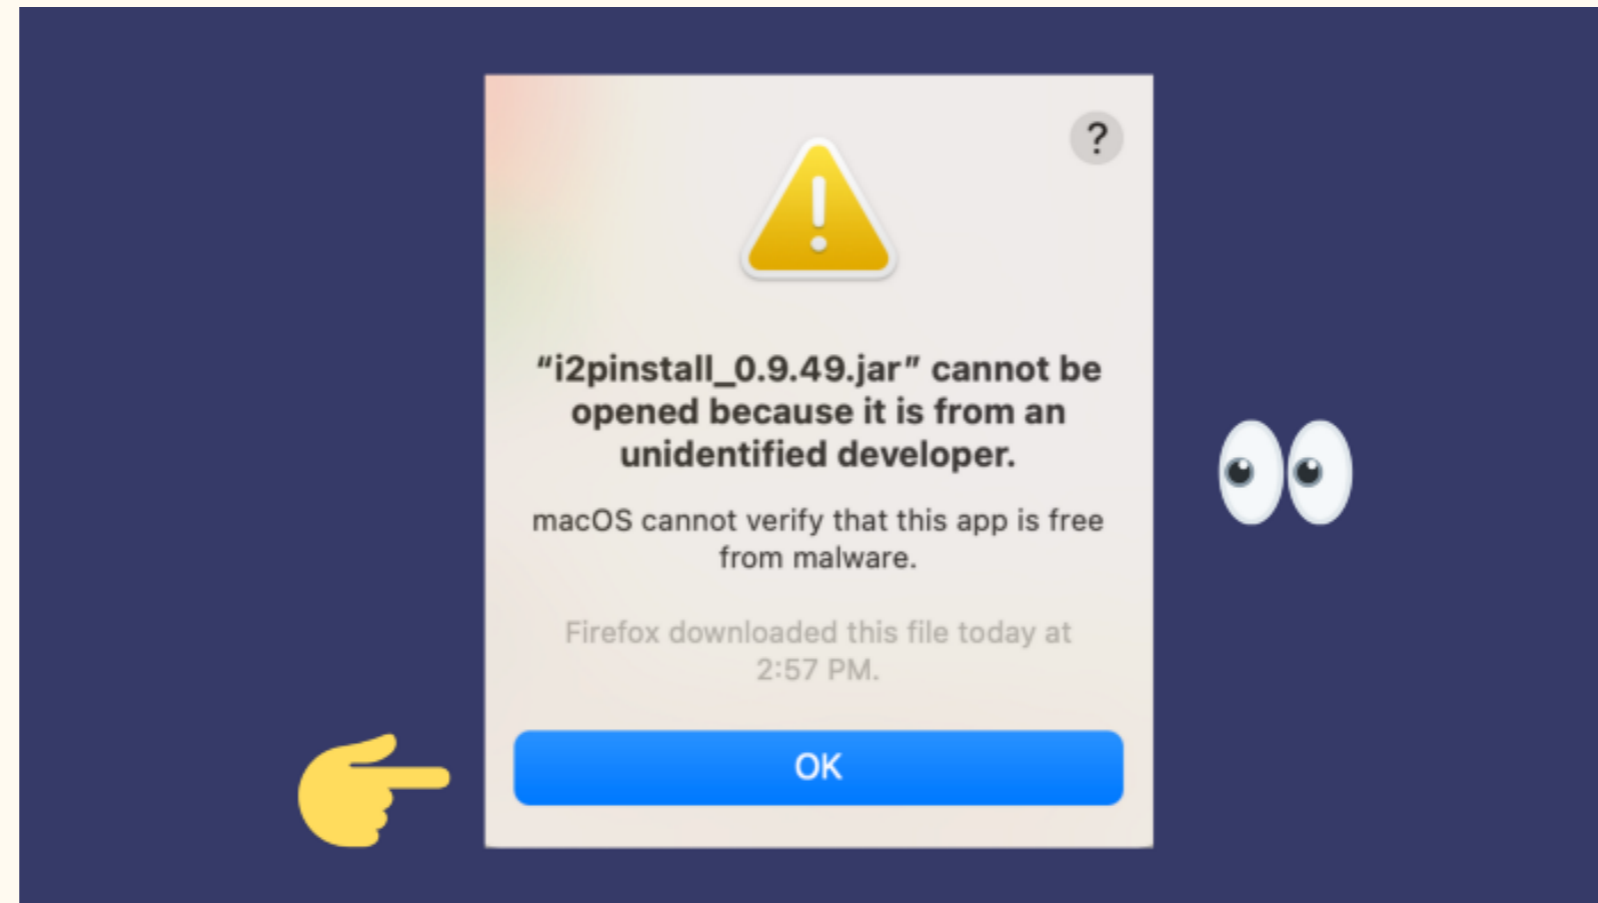 ?
“i2pinstall_0.9.49.jar” cannot be
opened because it is from an
unidentified developer.
macOS cannot verify that this app is free
from malware.
Firefox downloaded this file today at
2:57 PM.
OK